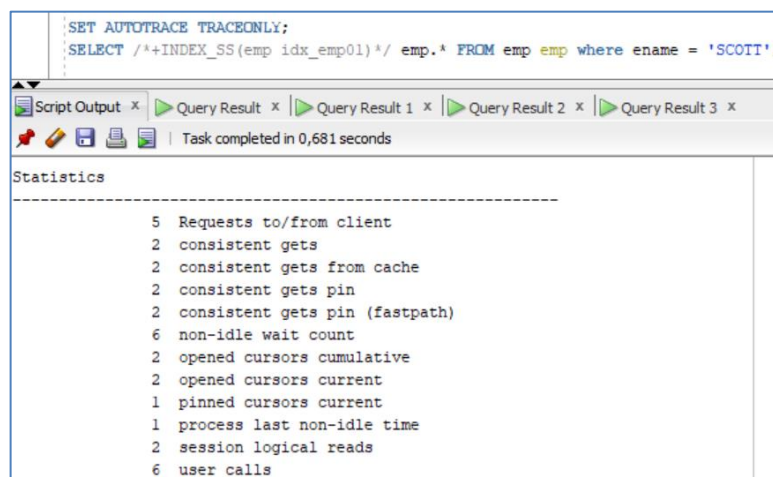 SET AUTOTRACE TRACEONLY;
SELECT /*+INDEX_SS(emp idx_emp01)*/ emp.* FROM emp emp where ename = 'SCOTT'
Script Output x Query Result x Query Result 1 x Query Result 2 x Query Result 3 x
Task completed in 0,681 seconds
Statistics
-----------------------------------------------------------
5 Requests to/from client
2 consistent gets
2 consistent gets from cache
2 consistent gets pin
2 consistent gets pin (fastpath)
6 non-idle wait count
2 opened cursors cumulative
2 opened cursors current
1 pinned cursors current
1 process last non-idle time
2 session logical reads
6 user calls